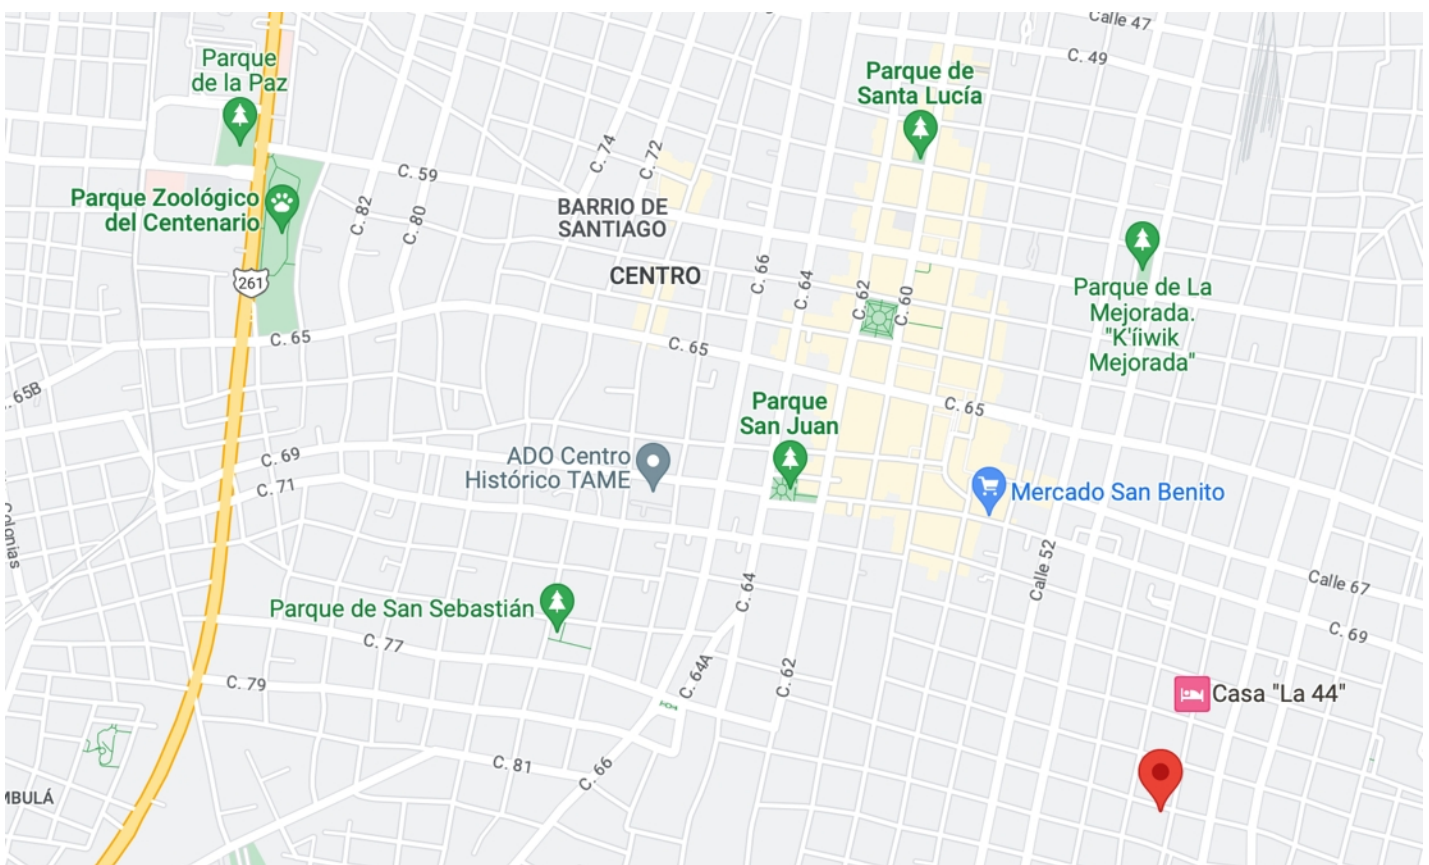 Calle 47
C. 49
Parque
de la Paz
Parque de
Santa Lucía
C. 74
C. 72
C. 59
Parque Zoológico
del Centenario
C. 82
C. 80
BARRIO DE
SANTIAGO
CENTRO
261
C. 66
C. 64
C. 62
C. 60
Parque de La
Mejorada.
"K'íiwik
Mejorada"
C. 65
C. 65
65B
Parque
San Juan
C. 65
C. 69
C. 71
ADO Centro
Histórico TAME
Mercado San Benito
Colonias
Calle 52
Calle 67
Parque de San Sebastián
C. 64
C. 77
C. 69
C. 79
C. 64A
C. 62
Casa "La 44"
C. 81
C. 66
MBULÁ